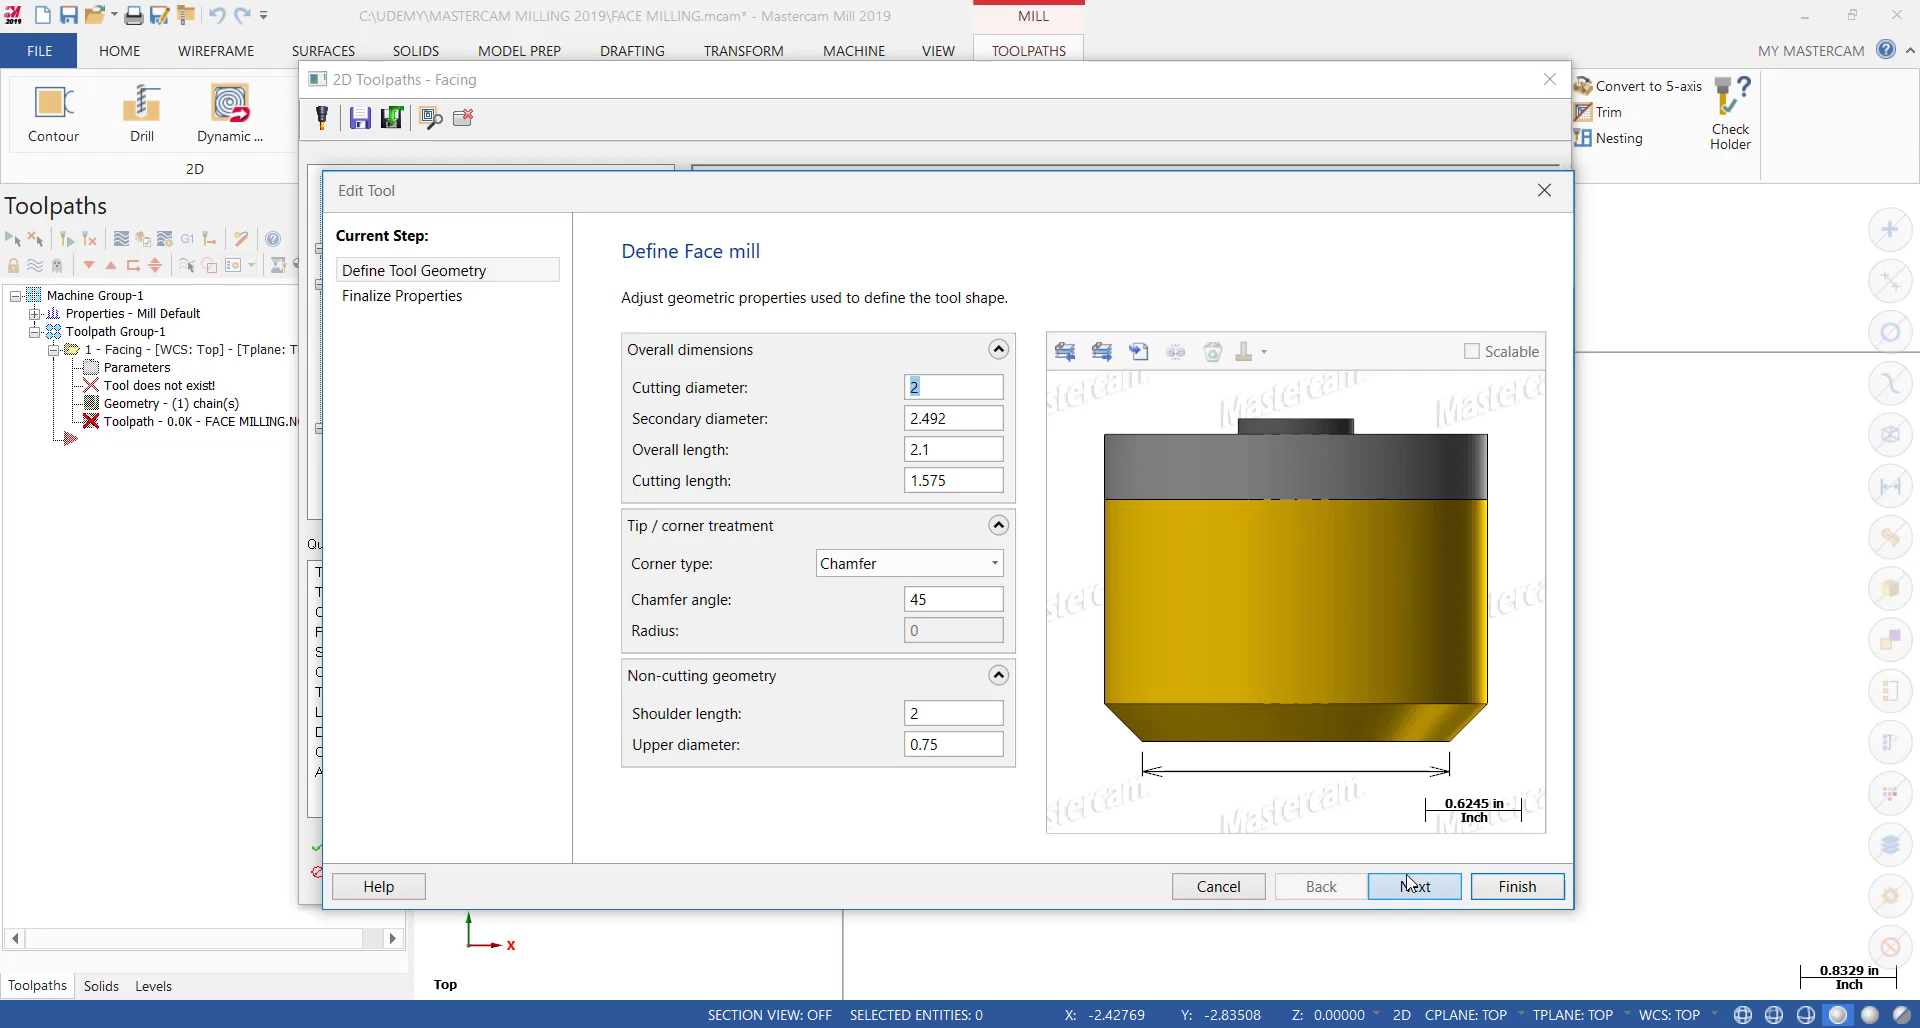 2019
C:\UDEMY\MASTERCAM MILLING 2019\FACE MILLING.mcam* - Mastercam Mill 2019
MILL
FILE
HOME
WIREFRAME
SURFACES
SOLIDS
MODEL PREP
DRAFTING
TRANSFORM
MACHINE
VIEW
TOOLPATHS
MY MASTERCAM
Contour
Drill
Dynamic ...
2D
2D Toolpaths - Facing
Convert to 5-axis
Trim
Nesting
Check
Holder
Toolpaths
G1
Machine Group-1
Properties - Mill Default
Toolpath Group-1
1 - Facing - [WCS: Top] - [Tplane: T
Parameters
Tool does not exist!
Geometry - (1) chain(s)
Toolpath - 0.0K - FACE MILLING.N
Qu
Edit Tool
Current Step:
Define Tool Geometry
Finalize Properties
Define Face mill
Adjust geometric properties used to define the tool shape.
Overall dimensions
Cutting diameter: 2
Secondary diameter: 2.492
Overall length: 2.1
Cutting length: 1.575
Tip / corner treatment
Corner type: Chamfer
Chamfer angle: 45
Radius: 0
Non-cutting geometry
Shoulder length: 2
Upper diameter: 0.75
Scalable
Mastercam.
0.6245 in
Inch
Help
Cancel
Back
Next
Finish
X
Top
0.8329 in
Inch
Toolpaths
Solids
Levels
SECTION VIEW: OFF
SELECTED ENTITIES: 0
X: -2.42769
Y: -2.83508
Z: 0.00000
2D
CPLANE: TOP
TPLANE: TOP
WCS: TOP